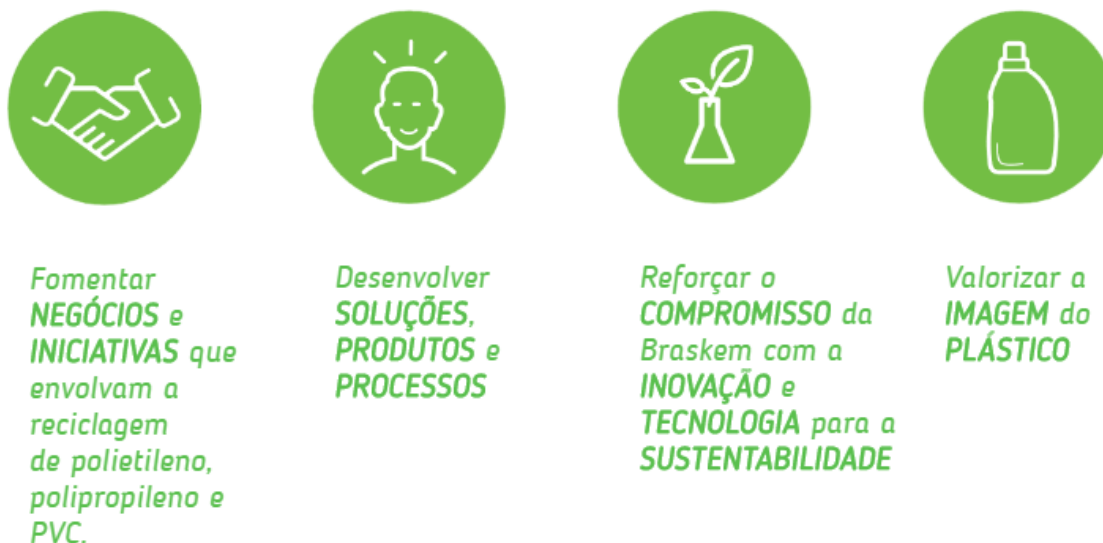 Fomentar
NEGÓCIOS e
INICIATIVAS que
envolvam a
reciclagem
de polietileno,
polipropileno e
PVC.
Desenvolver
SOLUÇÕES,
PRODUTOS e
PROCESSOS
Reforçar o
COMPROMISSO da
Braskem com a
INOVAÇÃO e
TECNOLOGIA para a
SUSTENTABILIDADE
Valorizar a
IMAGEM do
PLÁSTICO